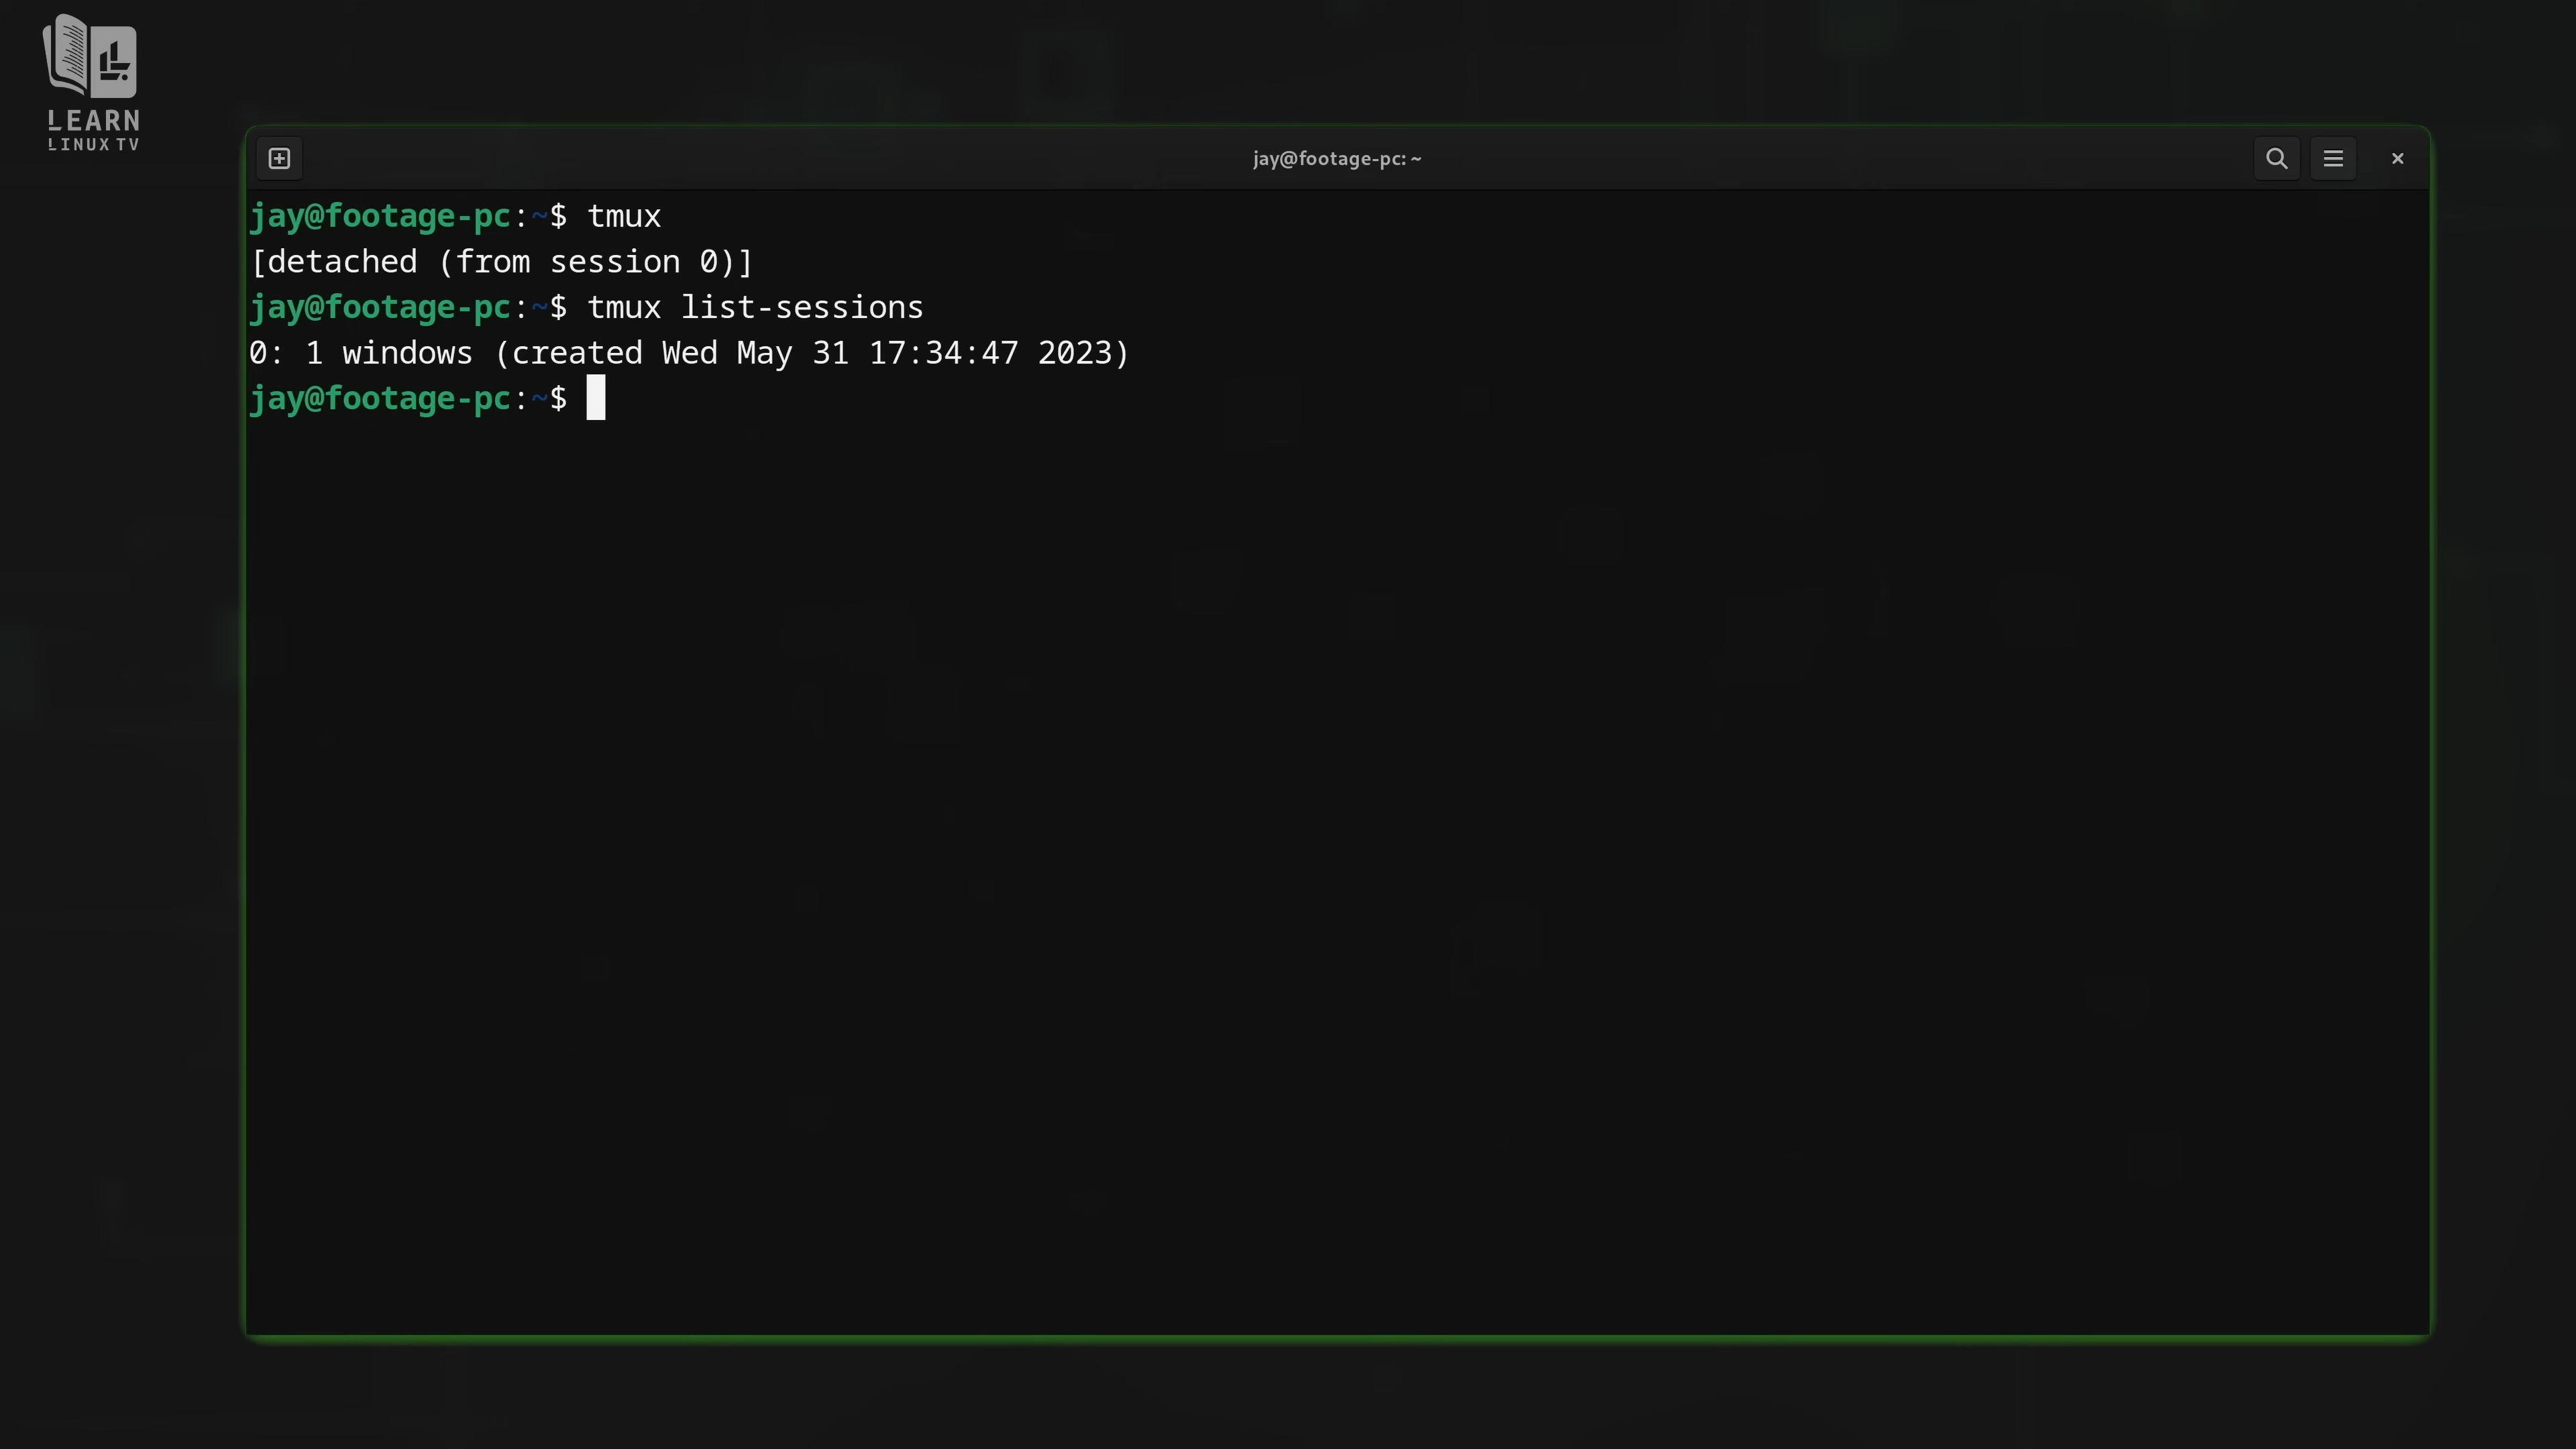 LEARN
LINUX TV
jay@footage-pc: ~
jay@footage-pc:~$ tmux
[detached (from session 0)]
jay@footage-pc:~$ tmux list-sessions
0: 1 windows (created Wed May 31 17:34:47 2023)
jay@footage-pc:~$